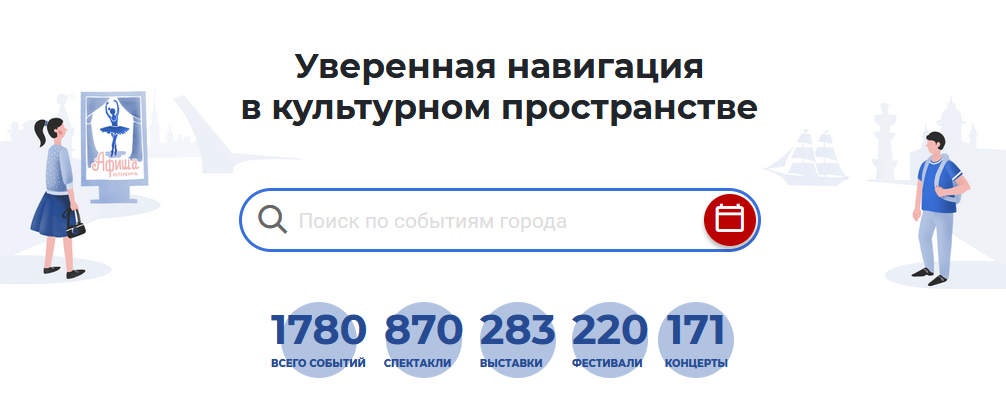 Уверенная навигация
в культурном пространстве
Афиша
Поиск по событиям города
1780 870 283 220 171
ВСЕГО СОБЫТИЙ СПЕКТАКЛИ ВЫСТАВКИ ФЕСТИВАЛИ КОНЦЕРТЫ